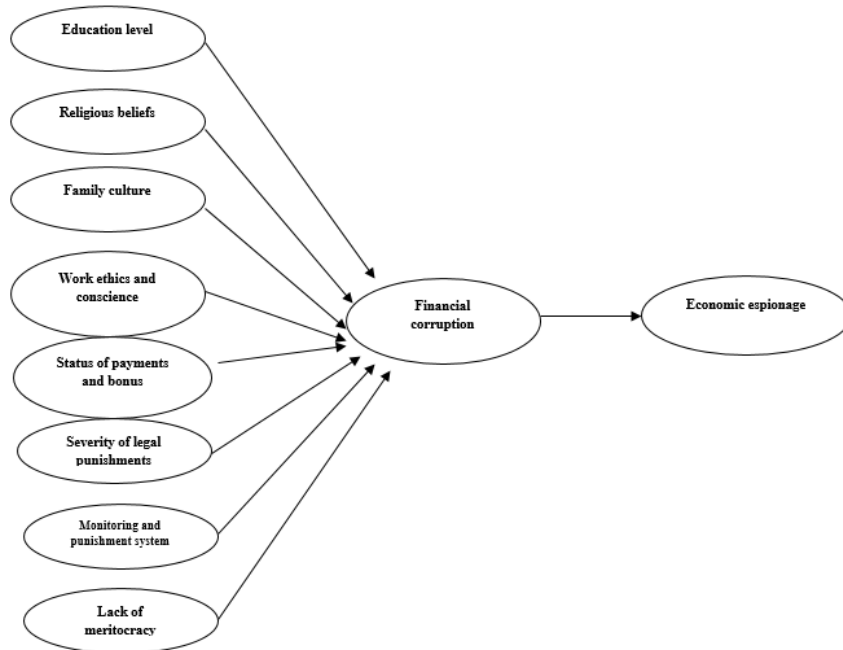 Education level
Religious beliefs
Family culture
Work ethics and
conscience
Status of payments
and bonus
Severity of legal
punishments
Monitoring and
punishment system
Lack of
meritocracy
Financial
corruption
Economic espionage